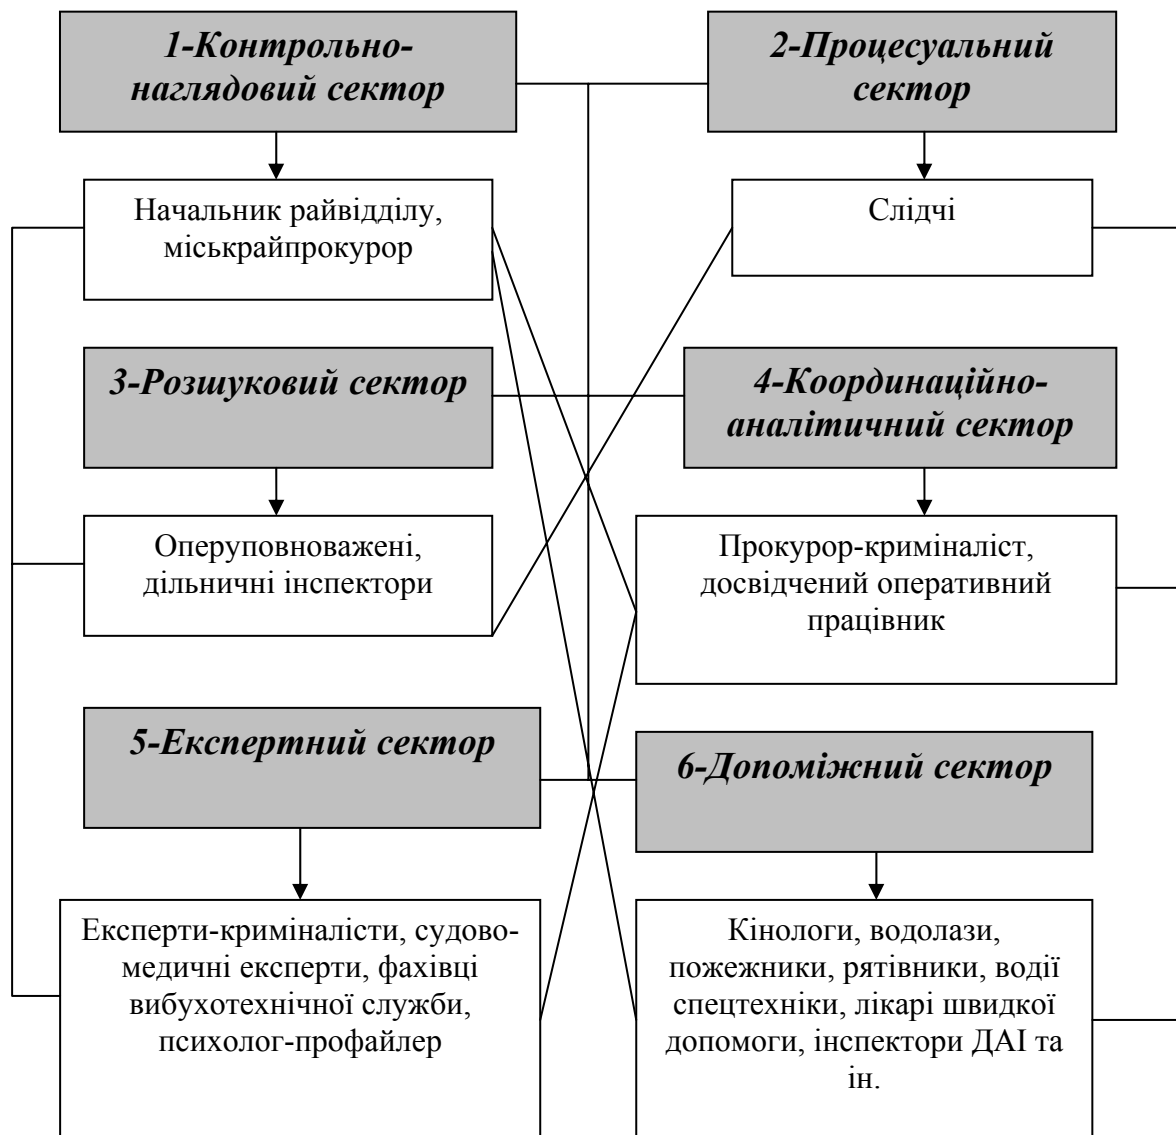 1-Контрольно-
наглядовий сектор
2-Процесуальний
сектор
Начальник райвідділу,
міськрайпрокурор
Слідчі
3-Розшуковий сектор
4-Координаційно-
аналітичний сектор
Оперуповноважені,
дільничні інспектори
Прокурор-криміналіст,
досвідчений оперативний
працівник
5-Експертний сектор
6-Допоміжний сектор
Експерти-криміналісти, судово-
медичні експерти, фахівці
вибухотехнічної служби,
психолог-профайлер
Кінологи, водолази,
пожежники, рятівники, водії
спецтехніки, лікарі швидкої
допомоги, інспектори ДАІ та
ін.